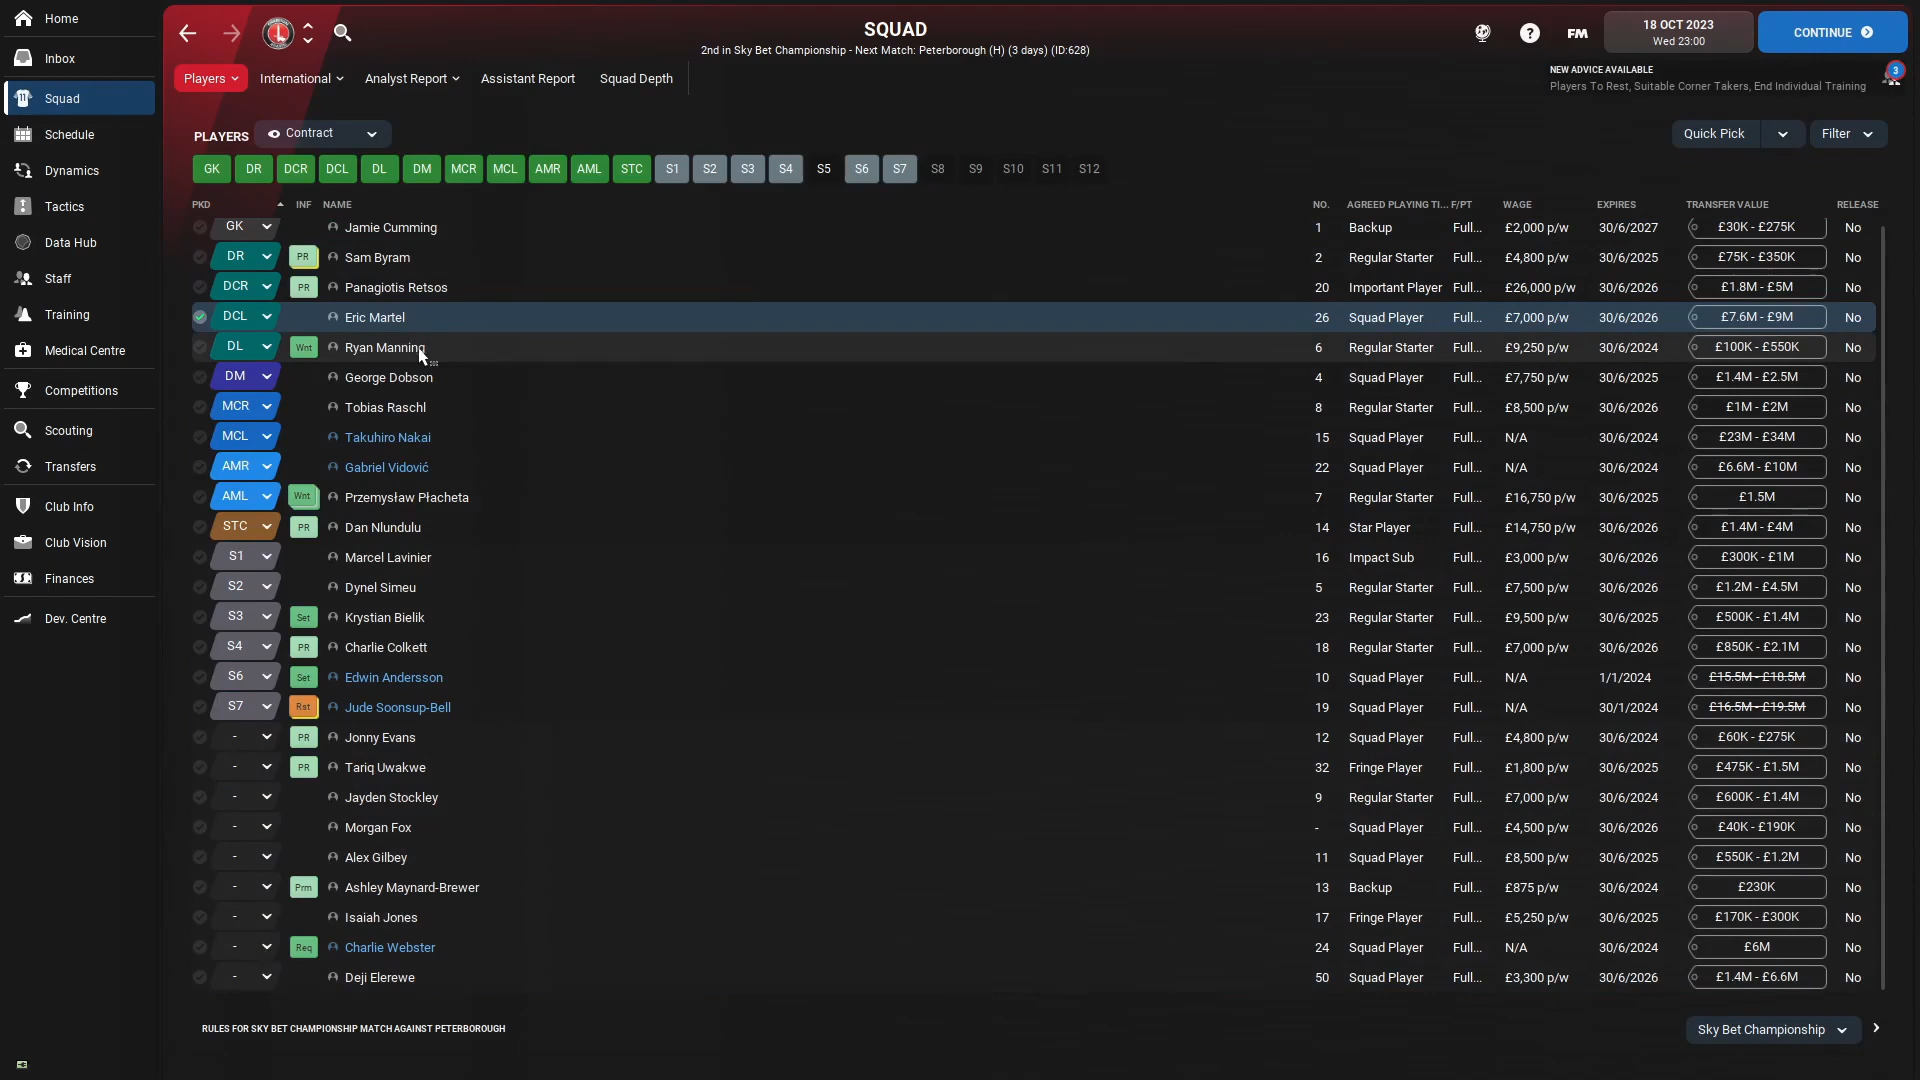 Home
Inbox
Squad
Schedule
Dynamics
Tactics
Data Hub
Staff
Training
Medical Centre
Competitions
Scouting
Transfers
Club Info
Club Vision
Finances
Dev. Centre
SQUAD
2nd in Sky Bet Championship - Next Match: Peterborough (H) (3 days) (ID:628)
FM
18 OCT 2023
Wed 23:00
CONTINUE
Players International Analyst Report Assistant Report Squad Depth
NEW ADVICE AVAILABLE
Players To Rest, Suitable Corner Takers, End Individual Training
3
PLAYERS Contract Quick Pick Filter
GK DR DCR DCL DL DM MCR MCL AMR AML STC S1 S2 S3 S4 S5 S6 S7 S8 S9 S10 S11 S12
PKD INF NAME NO. AGREED PLAYING TI... F/PT WAGE EXPIRES TRANSFER VALUE RELEASE
GK Jamie Cumming 1 Backup Full... £2,000 p/w 30/6/2027 £30K - £275K No
DR PR Sam Byram 2 Regular Starter Full... £4,800 p/w 30/6/2025 £75K - £350K No
DCR PR Panagiotis Retsos 20 Important Player Full... £26,000 p/w 30/6/2026 £1.8M - £5M No
DCL Eric Martel 26 Squad Player Full... £7,000 p/w 30/6/2026 £7.6M - £9M No
DL Wnt Ryan Manning 6 Regular Starter Full... £9,250 p/w 30/6/2024 £100K - £550K No
DM George Dobson 4 Squad Player Full... £7,750 p/w 30/6/2025 £1.4M - £2.5M No
MCR Tobias Raschl 8 Regular Starter Full... £8,500 p/w 30/6/2026 £1M - £2M No
MCL Takuhiro Nakai 15 Squad Player Full... N/A 30/6/2024 £23M - £34M No
AMR Gabriel Vidović 22 Squad Player Full... N/A 30/6/2024 £6.6M - £10M No
AML Wnt Przemysław Płacheta 7 Regular Starter Full... £16,750 p/w 30/6/2025 £1.5M No
STC PR Dan Nlundulu 14 Star Player Full... £14,750 p/w 30/6/2026 £1.4M - £4M No
S1 Marcel Lavinier 16 Impact Sub Full... £3,000 p/w 30/6/2026 £300K - £1M No
S2 Dynel Simeu 5 Regular Starter Full... £7,500 p/w 30/6/2026 £1.2M - £4.5M No
S3 Set Krystian Bielik 23 Regular Starter Full... £9,500 p/w 30/6/2025 £500K - £1.4M No
S4 PR Charlie Colkett 18 Regular Starter Full... £7,000 p/w 30/6/2026 £850K - £2.1M No
S6 Set Edwin Andersson 10 Squad Player Full... N/A 1/1/2024 £15.5M - £18.5M No
S7 Rst Jude Soonsup-Bell 19 Squad Player Full... N/A 30/1/2024 £16.5M - £19.5M No
- PR Jonny Evans 12 Squad Player Full... £4,800 p/w 30/6/2024 £60K - £275K No
- PR Tariq Uwakwe 32 Fringe Player Full... £1,800 p/w 30/6/2025 £475K - £1.5M No
- Jayden Stockley 9 Regular Starter Full... £7,000 p/w 30/6/2024 £600K - £1.4M No
- Morgan Fox - Squad Player Full... £4,500 p/w 30/6/2026 £40K - £190K No
- Alex Gilbey 11 Squad Player Full... £8,500 p/w 30/6/2025 £550K - £1.2M No
- Prm Ashley Maynard-Brewer 13 Backup Full... £875 p/w 30/6/2024 £230K No
- Isaiah Jones 17 Fringe Player Full... £5,250 p/w 30/6/2025 £170K - £300K No
- Req Charlie Webster 24 Squad Player Full... N/A 30/6/2024 £6M No
- Deji Elerewe 50 Squad Player Full... £3,300 p/w 30/6/2026 £1.4M - £6.6M No
RULES FOR SKY BET CHAMPIONSHIP MATCH AGAINST PETERBOROUGH
Sky Bet Championship